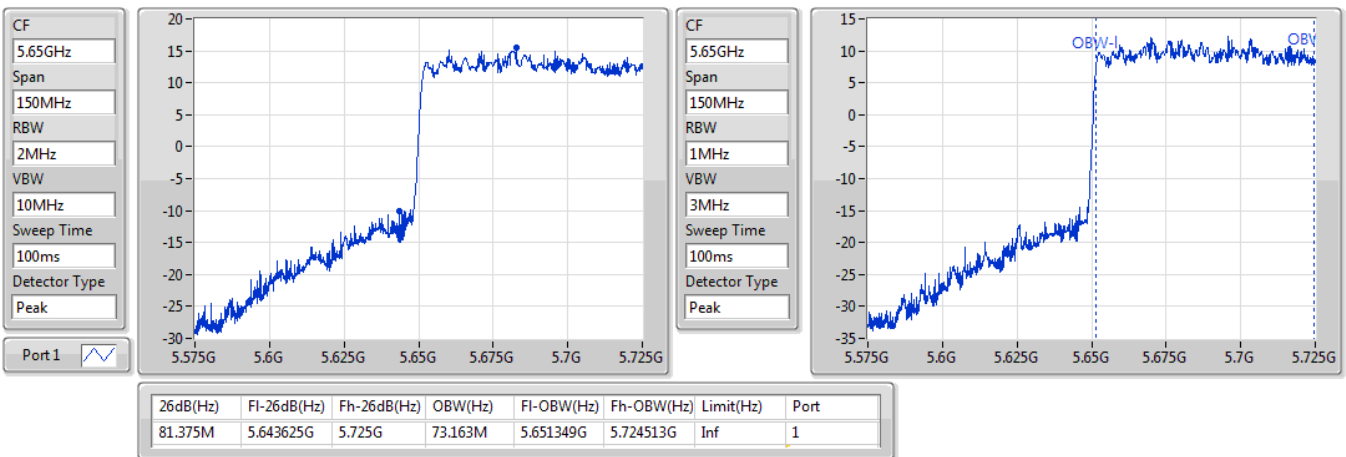 CF
5.65GHz
Span
150MHz
RBW
2MHz
VBW
10MHz
Sweep Time
100ms
Detector Type
Peak
Port 1
20
15
10
5
0
-5
-10
-15
-20
-25
-30
5.575G 5.6G 5.625G 5.65G 5.675G 5.7G 5.725G
CF
5.65GHz
Span
150MHz
RBW
1MHz
VBW
3MHz
Sweep Time
100ms
Detector Type
Peak
15
10
5
0
-5
-10
-15
-20
-25
-30
-35
OBW-l OBW
5.575G 5.6G 5.625G 5.65G 5.675G 5.7G 5.725G
26dB(Hz) Fl-26dB(Hz) Fh-26dB(Hz) OBW(Hz) Fl-OBW(Hz) Fh-OBW(Hz) Limit(Hz) Port
81.375M 5.643625G 5.725G 73.163M 5.651349G 5.724513G Inf 1